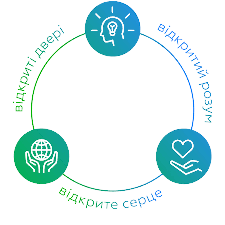 відкриті двері
відкритий розум
відкрите серце